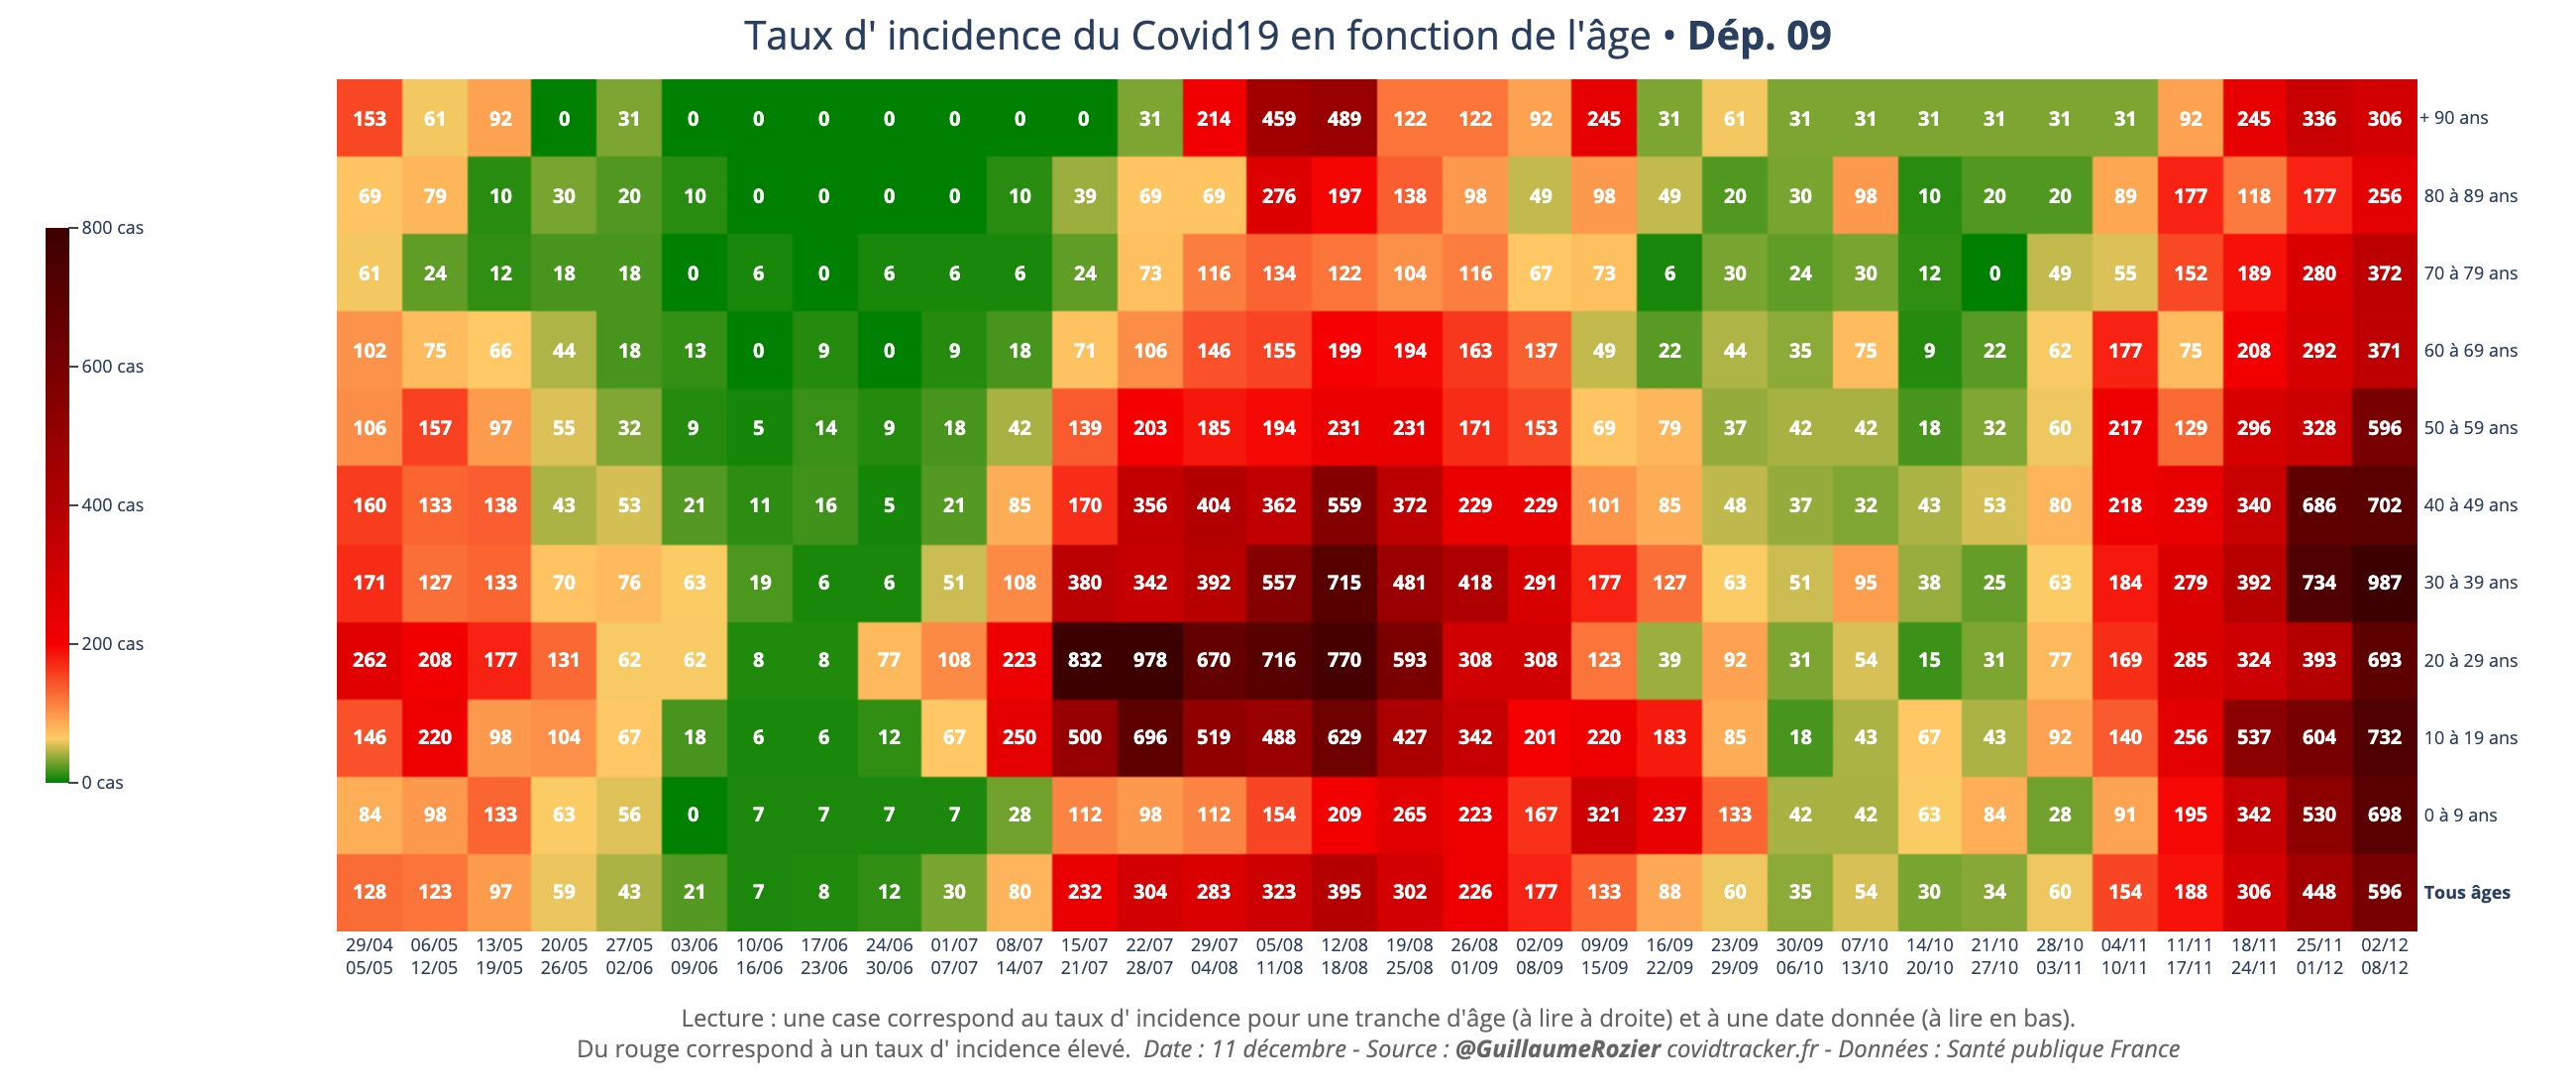 Taux d' incidence du Covid19 en fonction de l'âge • Dép. 09
153 61 92 0 31 0 0 0 0 0 0 0 31 214 459 489 122 122 92 245 31 61 31 31 31 31 31 31 92 245 336 306 + 90 ans
69 79 10 30 20 10 0 0 0 0 10 39 69 69 276 197 138 98 49 98 49 20 30 98 10 20 20 89 177 118 177 256 80 à 89 ans
800 cas
61 24 12 18 18 0 6 0 6 6 6 24 73 116 134 122 104 116 67 73 6 30 24 30 12 0 49 55 152 189 280 372 70 à 79 ans
102 75 66 44 18 13 0 9 0 9 18 71 106 146 155 199 194 163 137 49 22 44 35 75 9 22 62 177 75 208 292 371 60 à 69 ans
600 cas
106 157 97 55 32 9 5 14 9 18 42 139 203 185 194 231 231 171 153 69 79 37 42 42 18 32 60 217 129 296 328 596 50 à 59 ans
400 cas
160 133 138 43 53 21 11 16 5 21 85 170 356 404 362 559 372 229 229 101 85 48 37 32 43 53 80 218 239 340 686 702 40 à 49 ans
171 127 133 70 76 63 19 6 6 51 108 380 342 392 557 715 481 418 291 177 127 63 51 95 38 25 63 184 279 392 734 987 30 à 39 ans
200 cas
262 208 177 131 62 62 8 8 77 108 223 832 978 670 716 770 593 308 308 123 39 92 31 54 15 31 77 169 285 324 393 693 20 à 29 ans
146 220 98 104 67 18 6 6 12 67 250 500 696 519 488 629 427 342 201 220 183 85 18 43 67 43 92 140 256 537 604 732 10 à 19 ans
0 cas
84 98 133 63 56 0 7 7 7 7 28 112 98 112 154 209 265 223 167 321 237 133 42 42 63 84 28 91 195 342 530 698 0 à 9 ans
128 123 97 59 43 21 7 8 12 30 80 232 304 283 323 395 302 226 177 133 88 60 35 54 30 34 60 154 188 306 448 596 Tous âges
29/04 06/05 13/05 20/05 27/05 03/06 10/06 17/06 24/06 01/07 08/07 15/07 22/07 29/07 05/08 12/08 19/08 26/08 02/09 09/09 16/09 23/09 30/09 07/10 14/10 21/10 28/10 04/11 11/11 18/11 25/11 02/12
05/05 12/05 19/05 26/05 02/06 09/06 16/06 23/06 30/06 07/07 14/07 21/07 28/07 04/08 11/08 18/08 25/08 01/09 08/09 15/09 22/09 29/09 06/10 13/10 20/10 27/10 03/11 10/11 17/11 24/11 01/12 08/12
Lecture : une case correspond au taux d' incidence pour une tranche d'âge (à lire à droite) et à une date donnée (à lire en bas).
Du rouge correspond à un taux d' incidence élevé. Date : 11 décembre - Source : @GuillaumeRozier covidtracker.fr - Données : Santé publique France